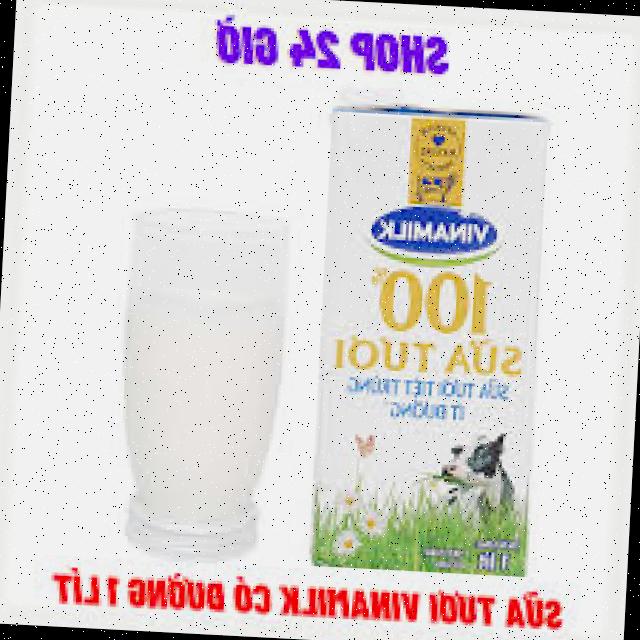 SHOP 24 GIỜ
VINAMILK
100%
SỮA TƯƠI
SỮA TƯƠI TIỆT TRÙNG
ÍT ĐƯỜNG
SỮA TƯƠI VINAMILK CÓ ĐƯỜNG 1 LÍT